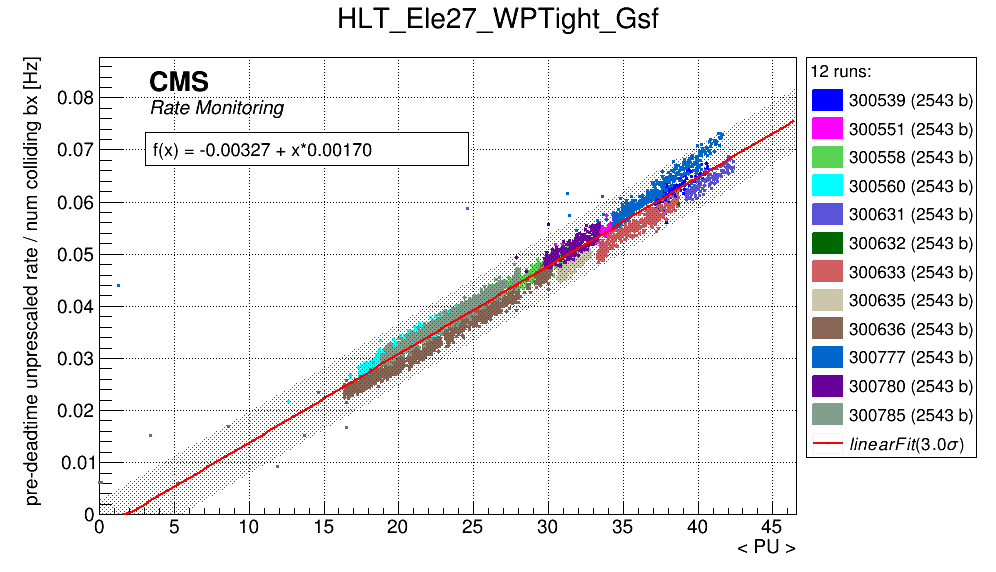 HLT_Ele27_WPTight_Gsf
pre-deadtime unprescaled rate / num colliding bx [Hz]
CMS
Rate Monitoring
f(x) = -0.00327 + x*0.00170
0.08
0.07
0.06
0.05
0.04
0.03
0.02
0.01
0
0 5 10 15 20 25 30 35 40 45
< PU >
12 runs:
300539 (2543 b)
300551 (2543 b)
300558 (2543 b)
300560 (2543 b)
300631 (2543 b)
300632 (2543 b)
300633 (2543 b)
300635 (2543 b)
300636 (2543 b)
300777 (2543 b)
300780 (2543 b)
300785 (2543 b)
linearFit(3.0σ)